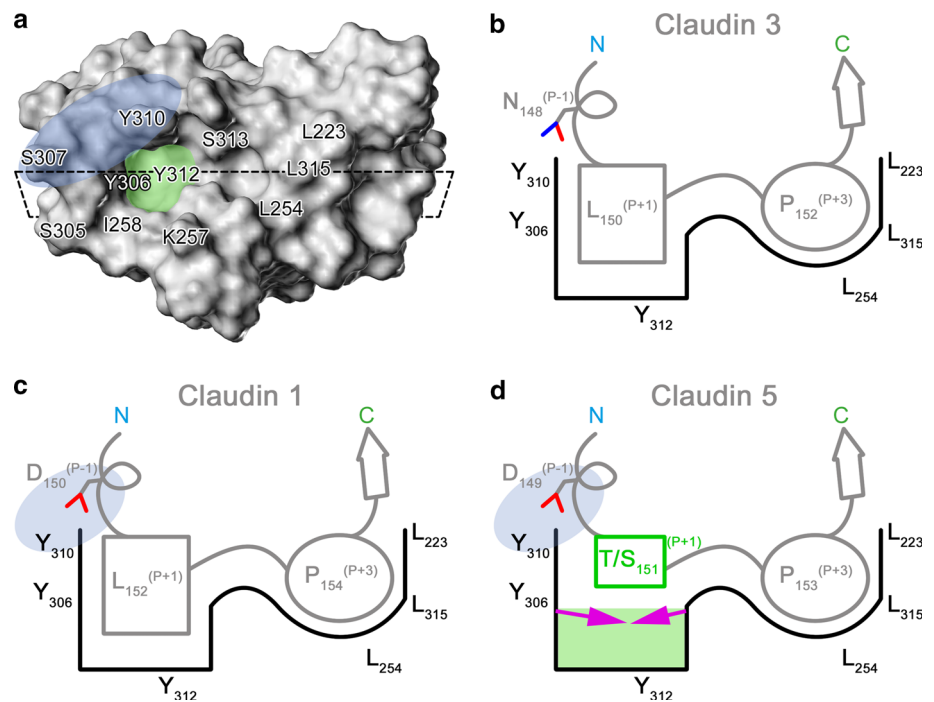 a
Y310
S313
L223
S307
Y306
Y312
L315
S305
I258
K257
L254
b
Claudin 3
N
C
N148(P-1)
Y310
L223
L150(P+1)
P152(P+3)
Y306
L315
L254
Y312
c
Claudin 1
N
C
D150(P-1)
Y310
L223
L152(P+1)
P154(P+3)
Y306
L315
L254
Y312
d
Claudin 5
N
C
D149(P-1)
Y310
L223
T/S151(P+1)
P153(P+3)
Y306
L315
L254
Y312